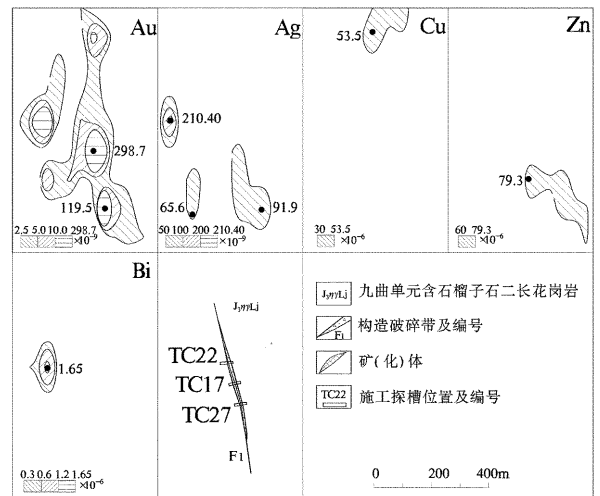 Au
Ag
Cu
Zn
53.5
210.40
298.7
79.3
119.5
65.6
91.9
2.5 5.0 10.0 298.7
×10⁻⁹
50 100 200 210.40
×10⁻⁹
30 53.5
×10⁻⁶
60 79.3
×10⁻⁶
Bi
1.65
0.3 0.6 1.2 1.65
×10⁻⁶
J₃ηγLj
TC22
TC17
TC27
F1
J₃ηγLj 九曲单元含石榴子石二长花岗岩
F1 构造破碎带及编号
矿(化)体
TC22 施工探槽位置及编号
0 200 400m